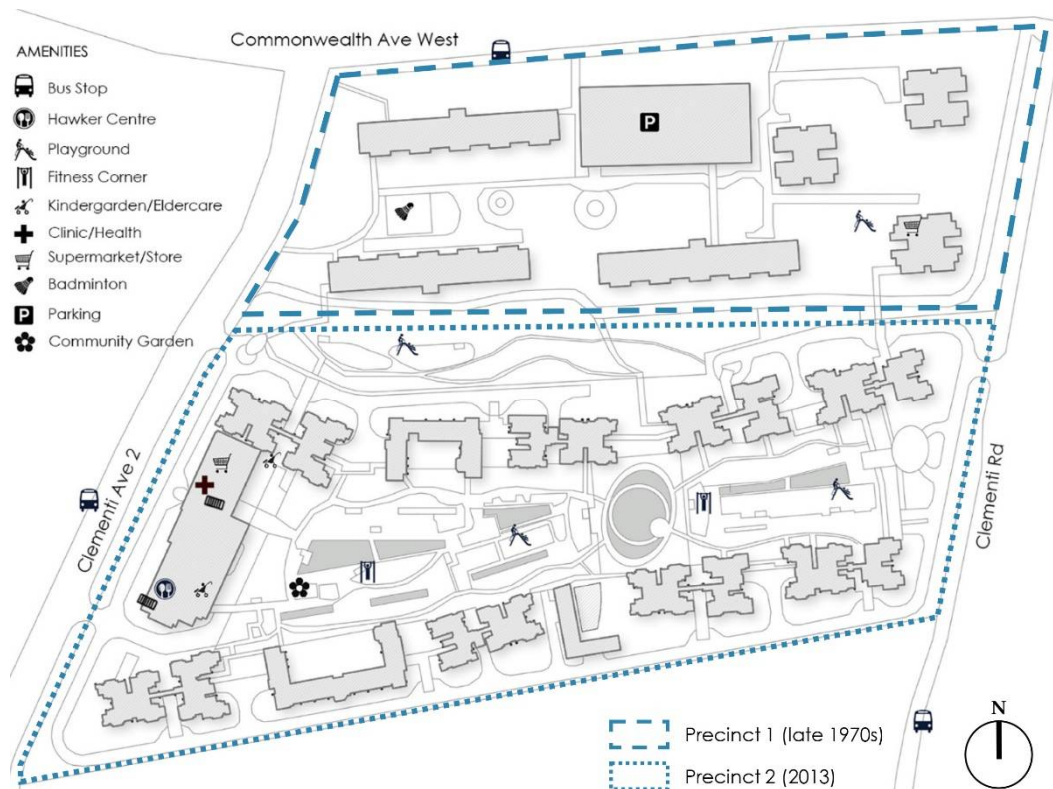 Commonwealth Ave West
AMENITIES
Bus Stop
Hawker Centre
Playground
Fitness Corner
Kindergarden/Eldercare
Clinic/Health
Supermarket/Store
Badminton
P Parking
Community Garden
P
Clementi Ave 2
Clementi Rd
Precinct 1 (late 1970s)
Precinct 2 (2013)
N